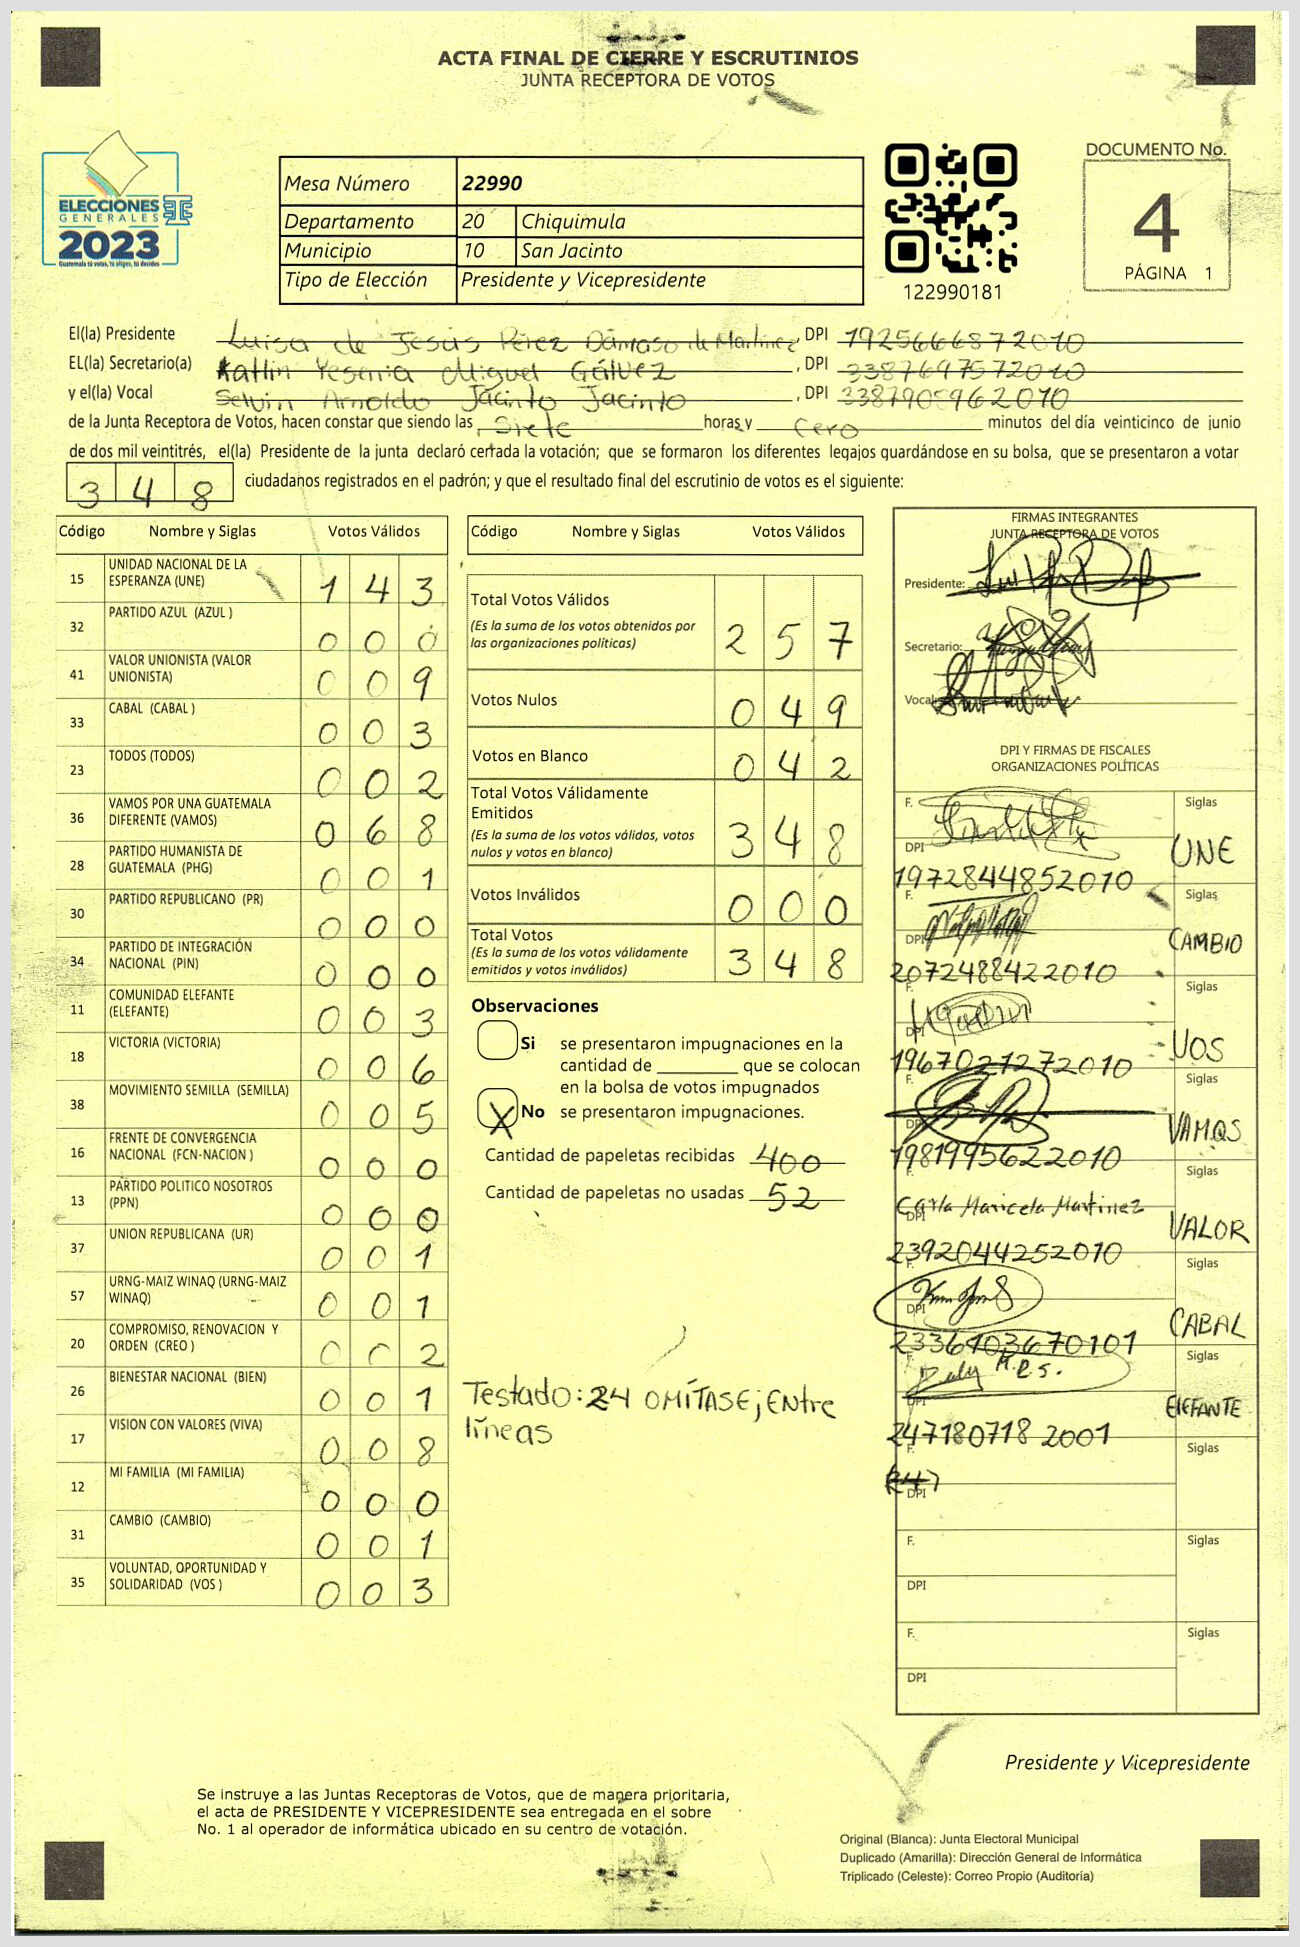 ACTA FINAL DE CIERRE Y ESCRUTINIOS
JUNTA RECEPTORA DE VOTOS
ELECCIONES
GENERALES
2023
Guatemala tú votas, tú eliges, tú decides
Mesa Número 22990
Departamento 20 Chiquimula
Municipio 10 San Jacinto
Tipo de Elección Presidente y Vicepresidente
122990181
DOCUMENTO No.
4
PÁGINA 1
El(la) Presidente Luisa de Jesús Pérez Dámaso de Martínez, DPI 1925666872010
EL(la) Secretario(a) Katlin Yesenia Miguel Gálvez, DPI 3387697572010
y el(la) Vocal Selvin Arnoldo Jacinto Jacinto, DPI 3387905962010
de la Junta Receptora de Votos, hacen constar que siendo las Siete horas y Cero minutos del día veinticinco de junio
de dos mil veintitrés, el(la) Presidente de la junta declaró cerrada la votación; que se formaron los diferentes legajos guardándose en su bolsa, que se presentaron a votar
348 ciudadanos registrados en el padrón; y que el resultado final del escrutinio de votos es el siguiente:
Código Nombre y Siglas Votos Válidos
15 UNIDAD NACIONAL DE LA ESPERANZA (UNE) 1 4 3
32 PARTIDO AZUL (AZUL ) 0 0 0
41 VALOR UNIONISTA (VALOR UNIONISTA) 0 0 9
33 CABAL (CABAL ) 0 0 3
23 TODOS (TODOS) 0 0 2
36 VAMOS POR UNA GUATEMALA DIFERENTE (VAMOS) 0 6 8
28 PARTIDO HUMANISTA DE GUATEMALA (PHG) 0 0 1
30 PARTIDO REPUBLICANO (PR) 0 0 0
34 PARTIDO DE INTEGRACIÓN NACIONAL (PIN) 0 0 0
11 COMUNIDAD ELEFANTE (ELEFANTE) 0 0 3
18 VICTORIA (VICTORIA) 0 0 6
38 MOVIMIENTO SEMILLA (SEMILLA) 0 0 5
16 FRENTE DE CONVERGENCIA NACIONAL (FCN-NACION ) 0 0 0
13 PARTIDO POLITICO NOSOTROS (PPN) 0 0 0
37 UNION REPUBLICANA (UR) 0 0 1
57 URNG-MAIZ WINAQ (URNG-MAIZ WINAQ) 0 0 1
20 COMPROMISO, RENOVACION Y ORDEN (CREO ) 0 0 2
26 BIENESTAR NACIONAL (BIEN) 0 0 1
17 VISION CON VALORES (VIVA) 0 0 8
12 MI FAMILIA (MI FAMILIA) 0 0 0
31 CAMBIO (CAMBIO) 0 0 1
35 VOLUNTAD, OPORTUNIDAD Y SOLIDARIDAD (VOS ) 0 0 3
Código Nombre y Siglas Votos Válidos
Total Votos Válidos 2 5 7
(Es la suma de los votos obtenidos por
las organizaciones políticas)
Votos Nulos 0 4 9
Votos en Blanco 0 4 2
Total Votos Válidamente
Emitidos 3 4 8
(Es la suma de los votos válidos, votos
nulos y votos en blanco)
Votos Inválidos 0 0 0
Total Votos 3 4 8
(Es la suma de los votos válidamente
emitidos y votos inválidos)
Observaciones
Si se presentaron impugnaciones en la
cantidad de ________ que se colocan
en la bolsa de votos impugnados
X No se presentaron impugnaciones.
Cantidad de papeletas recibidas 400
Cantidad de papeletas no usadas 52
Testado: 24 OMÍTASE; Entre
líneas
FIRMAS INTEGRANTES
JUNTA RECEPTORA DE VOTOS
Presidente:
Secretario:
Vocal:
DPI Y FIRMAS DE FISCALES
ORGANIZACIONES POLÍTICAS
F. Siglas
DPI UNE
1972844852010
F. Siglas
DPI CAMBIO
2072488422010
F. Siglas
DPI VOS
1967021272010
F. Siglas
DPI VAMOS
1981995622010
F. Siglas
Carla Maricela Martinez
DPI VALOR
2392044252010
F. Siglas
DPI CABAL
2336103670101
F. Siglas
DPI ElEFANTE
247180718 2001
F. Siglas
DPI
F. Siglas
DPI
F. Siglas
DPI
Presidente y Vicepresidente
Se instruye a las Juntas Receptoras de Votos, que de manera prioritaria,
el acta de PRESIDENTE Y VICEPRESIDENTE sea entregada en el sobre
No. 1 al operador de informática ubicado en su centro de votación.
Original (Blanca): Junta Electoral Municipal
Duplicado (Amarilla): Dirección General de Informática
Triplicado (Celeste): Correo Propio (Auditoría)